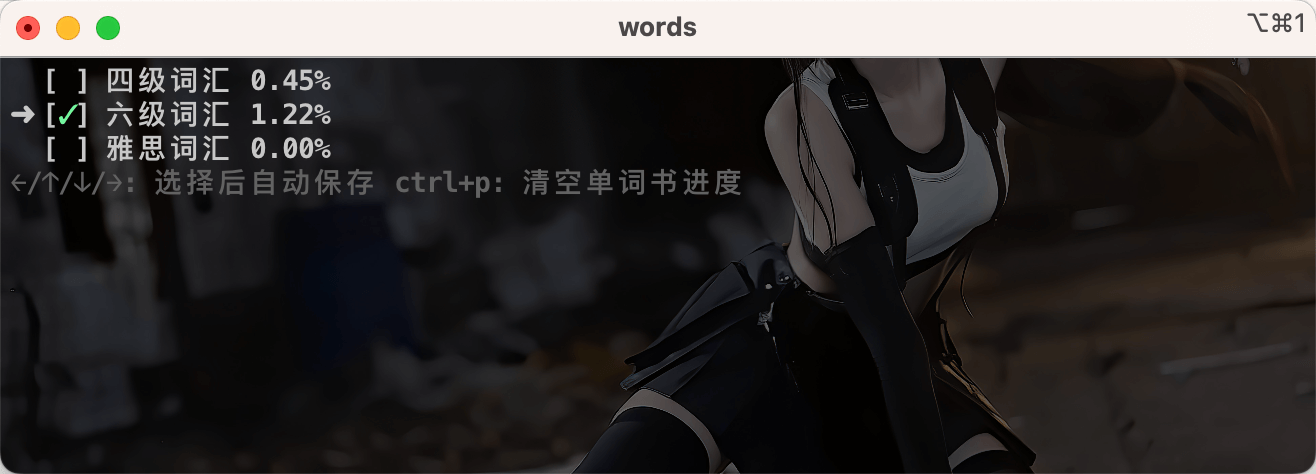 words
⌥⌘1
[ ] 四级词汇 0.45%
➜ [✓] 六级词汇 1.22%
[ ] 雅思词汇 0.00%
←/↑/↓/→: 选择后自动保存 ctrl+p: 清空单词书进度